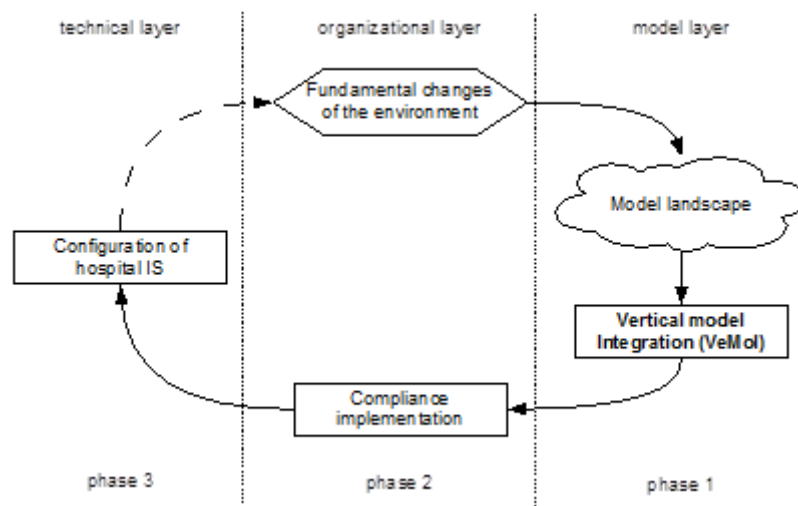 technical layer
organizational layer
model layer
Fundamental changes
of the environment
Model landscape
Configuration of
hospital IS
Vertical model
Integration (VeMoI)
Compliance
implementation
phase 3
phase 2
phase 1